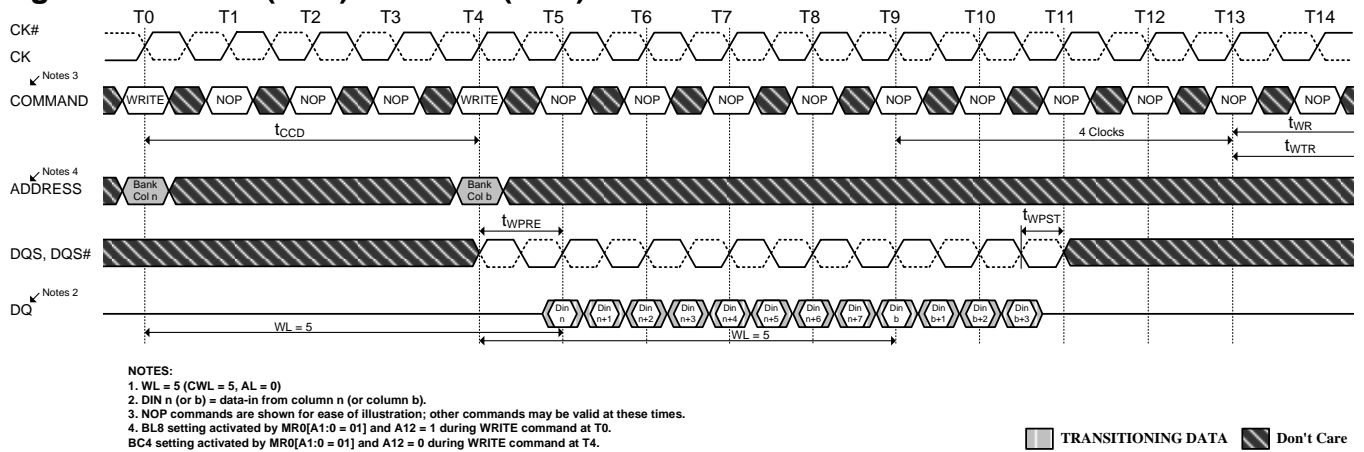 T0 T1 T2 T3 T4 T5 T6 T7 T8 T9 T10 T11 T12 T13 T14
CK#
CK
Notes 3
COMMAND
WRITE NOP NOP NOP WRITE NOP NOP NOP NOP NOP NOP NOP NOP NOP NOP
tCCD
4 Clocks
tWR
tWTR
Notes 4
ADDRESS
Bank
Col n
Bank
Col b
tWPRE
tWPST
DQS, DQS#
Notes 2
DQ
Din
n
Din
n+1
Din
n+2
Din
n+3
Din
n+4
Din
n+5
Din
n+6
Din
n+7
Din
b
Din
b+1
Din
b+2
Din
b+3
WL = 5
WL = 5
NOTES:
1. WL = 5 (CWL = 5, AL = 0)
2. DIN n (or b) = data-in from column n (or column b).
3. NOP commands are shown for ease of illustration; other commands may be valid at these times.
4. BL8 setting activated by MR0[A1:0 = 01] and A12 = 1 during WRITE command at T0.
BC4 setting activated by MR0[A1:0 = 01] and A12 = 0 during WRITE command at T4.
TRANSITIONING DATA
Don't Care